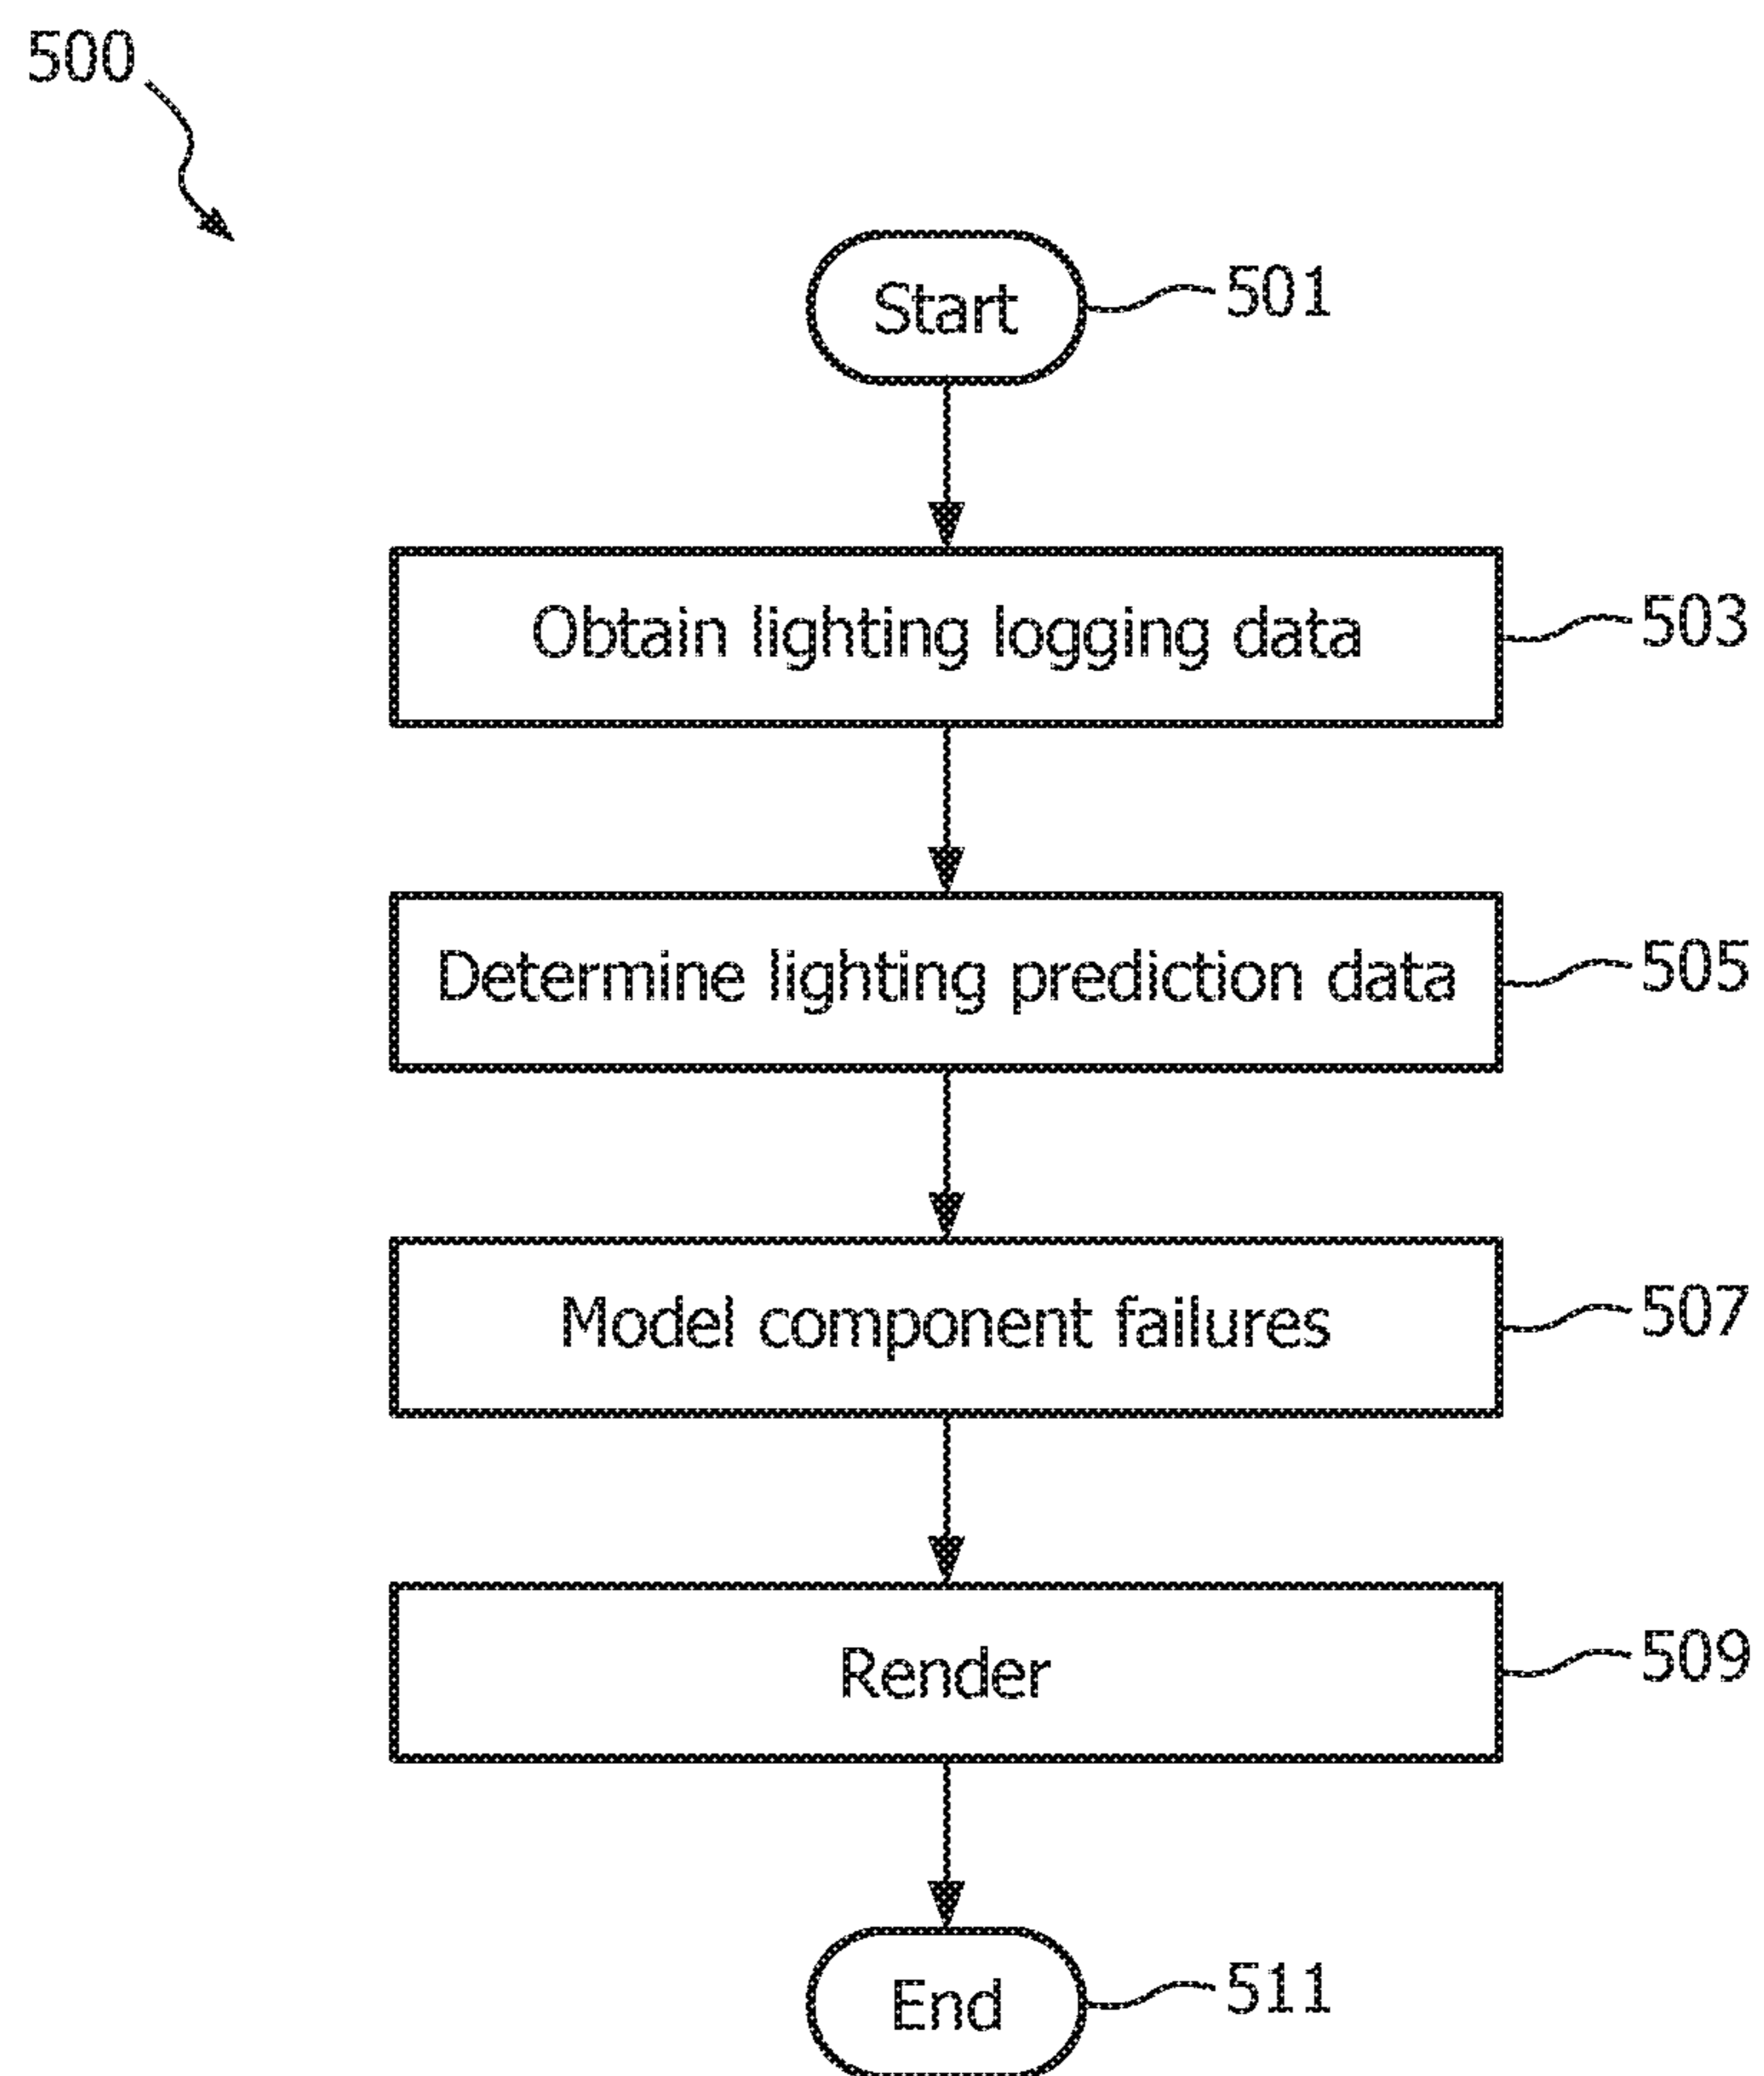 500
Start
501
Obtain lighting logging data
503
Determine lighting prediction data
505
Model component failures
507
Render
509
End
511